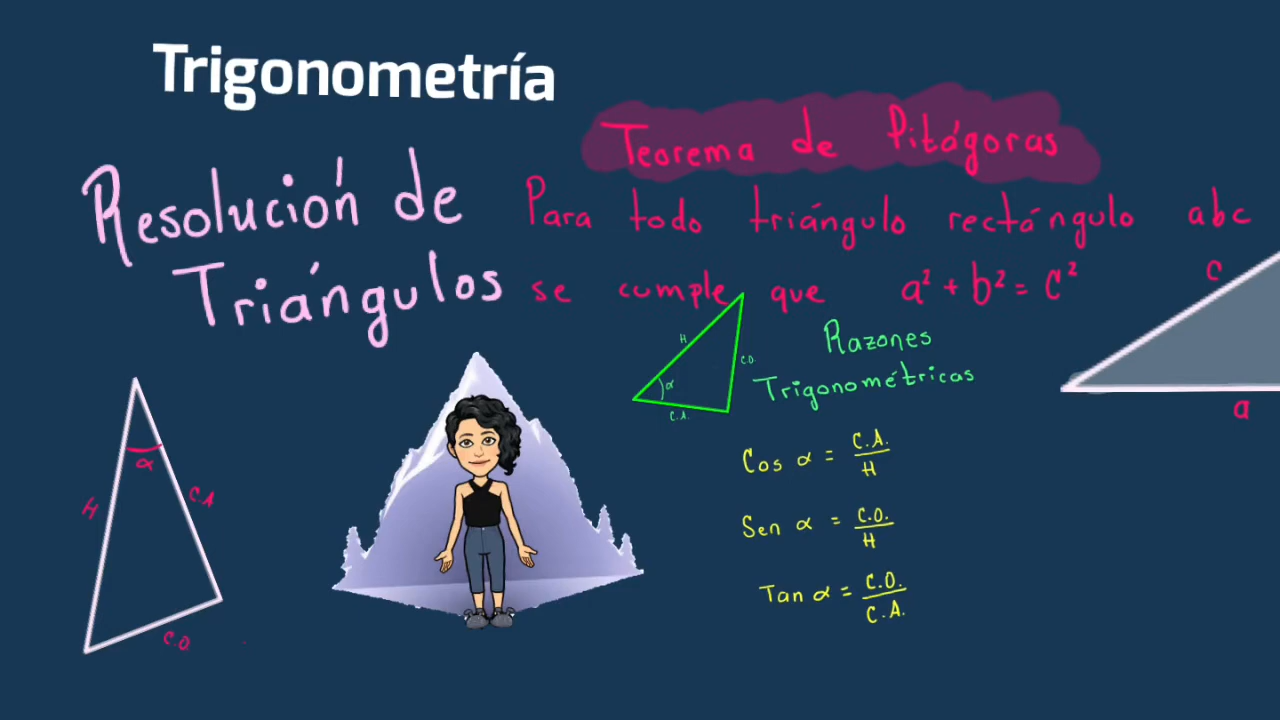 Trigonometría
Resolución de
Triángulos
Teorema de Pitágoras
Para todo triángulo rectángulo abc
se cumple que a² + b² = c²
c
a
H
α
C.O.
C.A.
Razones
Trigonométricas
Cos α = C.A. / H
Sen α = C.O. / H
Tan α = C.O. / C.A.
α
H
C.A
C.O